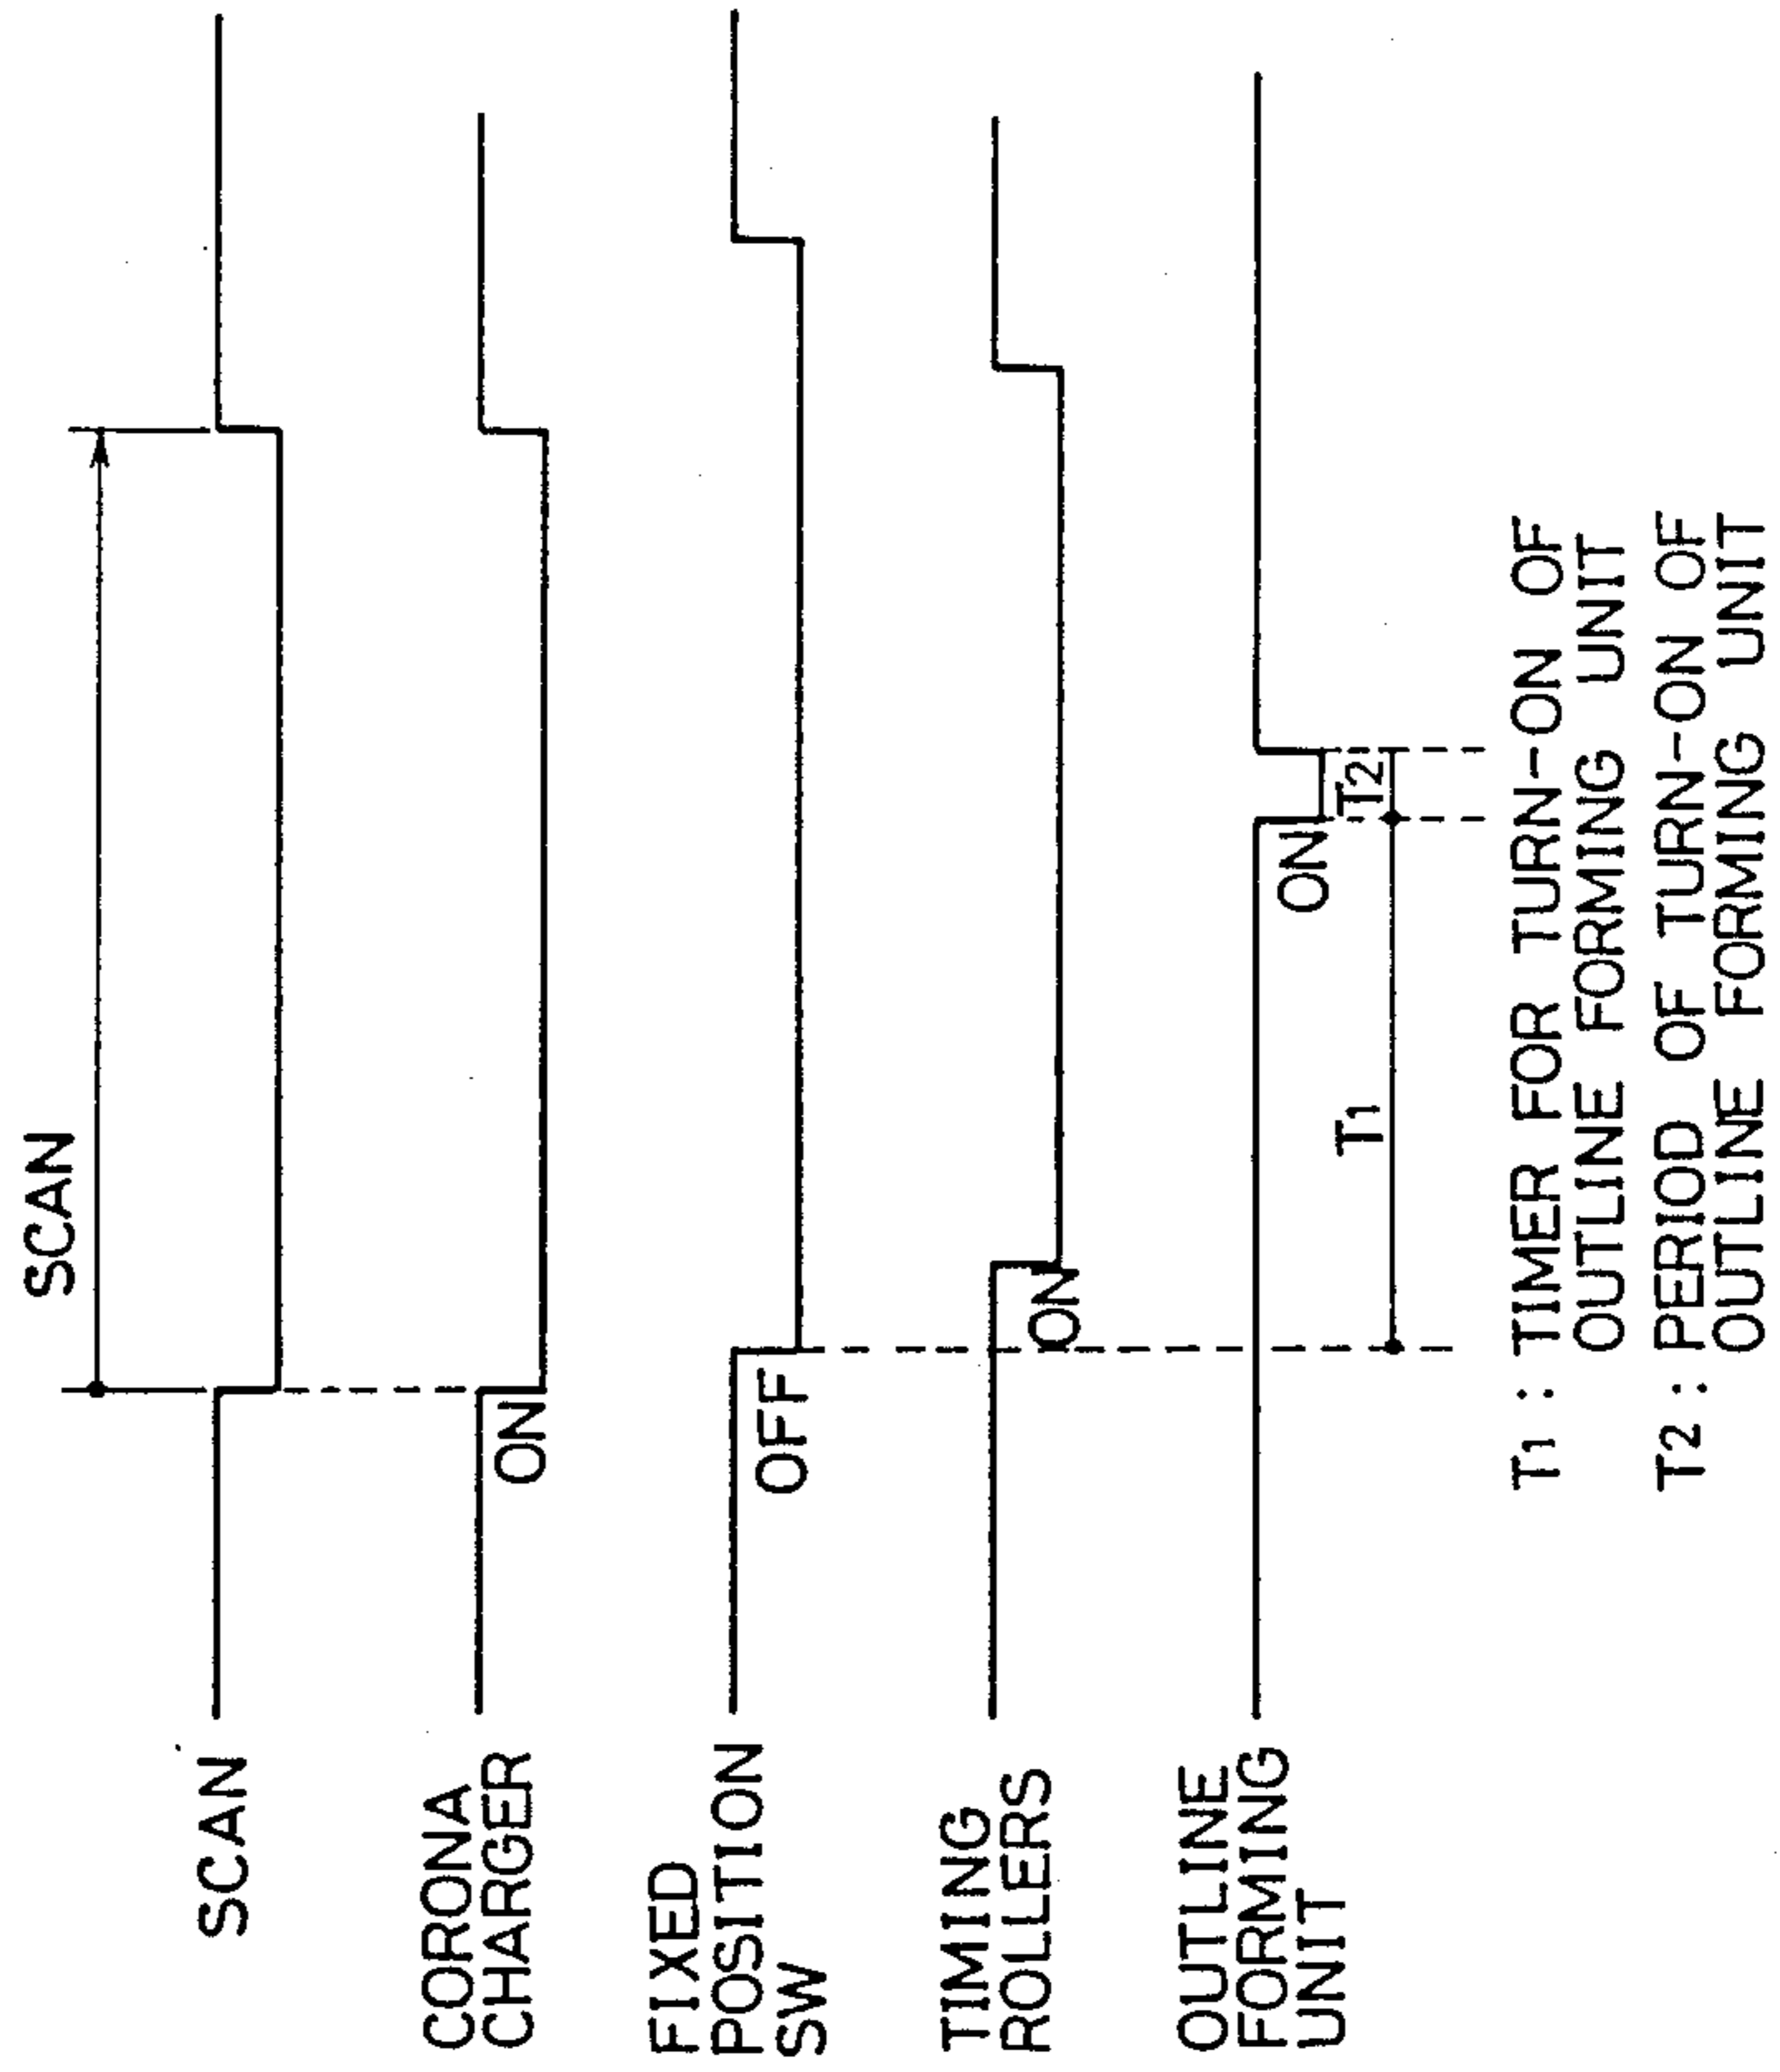 SCAN
SCAN
CORONA
CHARGER
ON
FIXED
POSITION
SW
OFF
TIMING
ROLLERS
ON
OUTLINE
FORMING
UNIT
ON
T1
T2
T1 : TIMER FOR TURN-ON OF
OUTLINE FORMING UNIT
T2 : PERIOD OF TURN-ON OF
OUTLINE FORMING UNIT